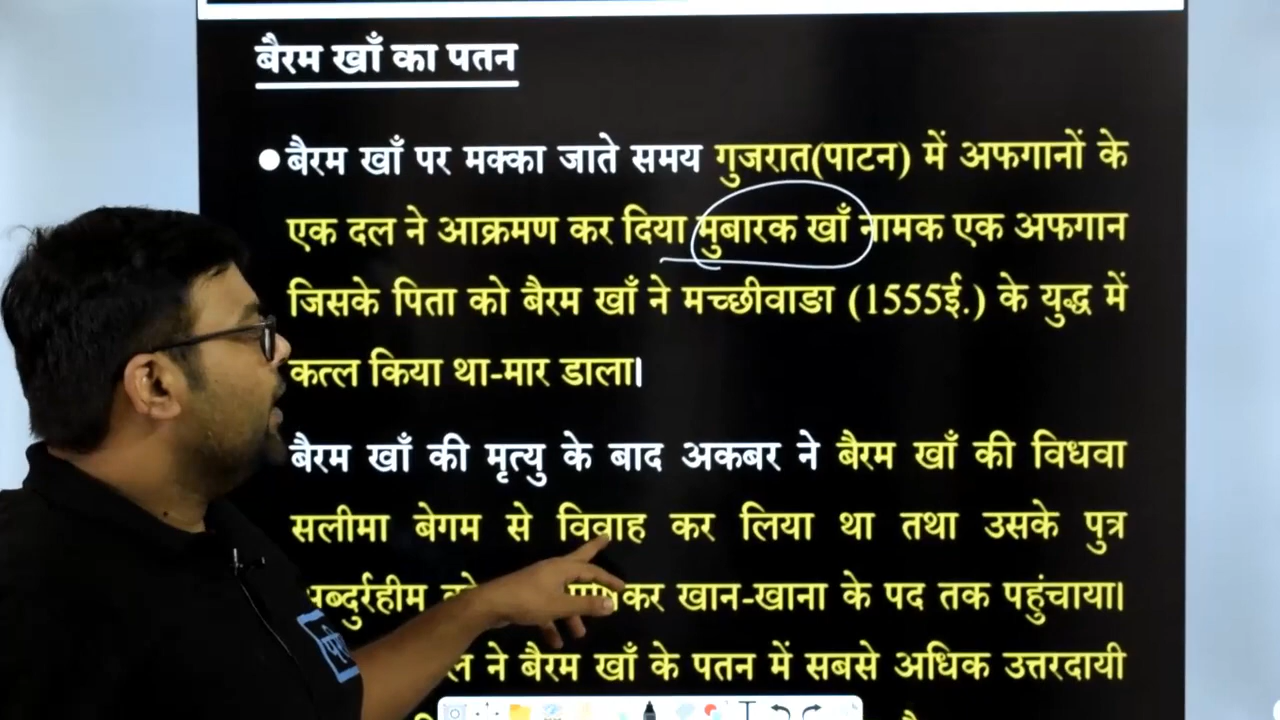 बैरम खाँ का पतन
● बैरम खाँ पर मक्का जाते समय गुजरात(पाटन) में अफगानों के
एक दल ने आक्रमण कर दिया मुबारक खाँ नामक एक अफगान
जिसके पिता को बैरम खाँ ने मच्छीवाङा (1555ई.) के युद्ध में
कत्ल किया था-मार डाला।
बैरम खाँ की मृत्यु के बाद अकबर ने बैरम खाँ की विधवा
सलीमा बेगम से विवाह कर लिया था तथा उसके पुत्र
कर खान-खाना के पद तक पहुंचाया।
ने बैरम खाँ के पतन में सबसे अधिक उत्तरदायी